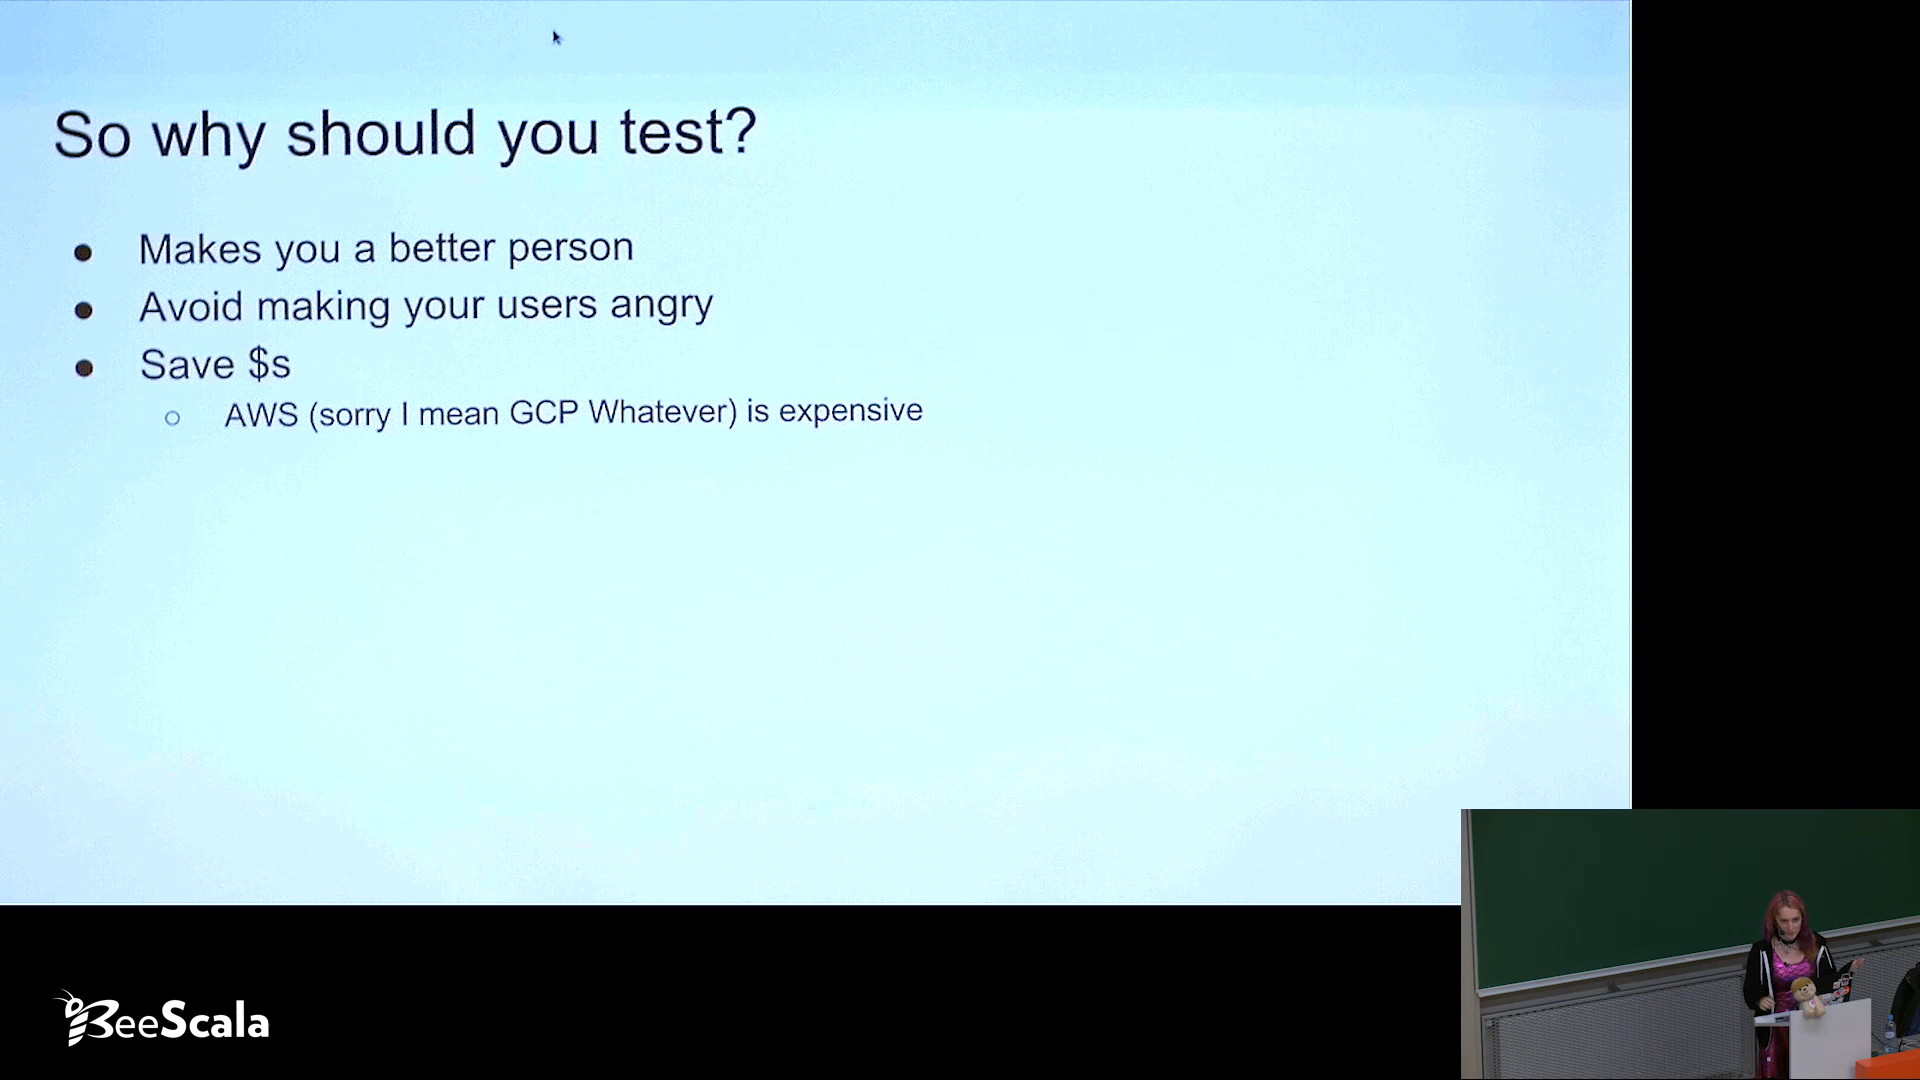 So why should you test?
● Makes you a better person
● Avoid making your users angry
● Save $s
○ AWS (sorry I mean GCP Whatever) is expensive
BeeScala